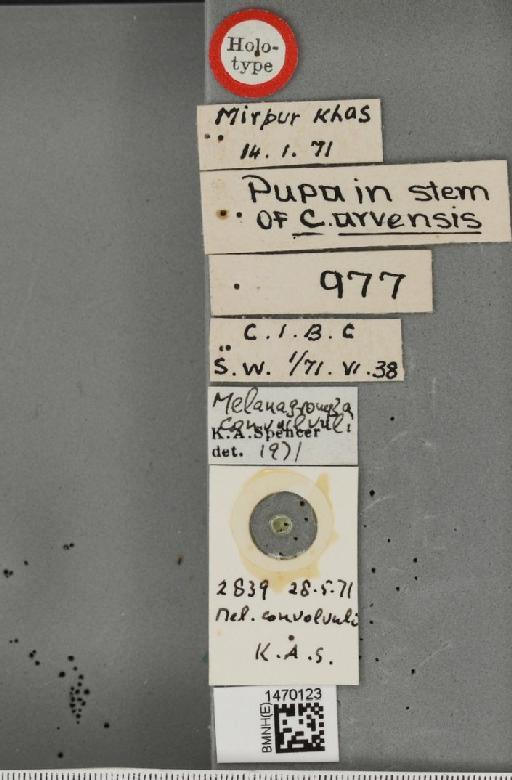 Holo-
type
Mirpur Khas
14.1.71
Pupa in stem
OF C. arvensis
977
C.I.B.C
S.W. 1/71. VI.38
Melanagromyza
convolvuli
K.A.Spencer
det. 1971
2839 28.5.71
Mel. convolvuli
K.A.S.
1470123
BMNH(E)